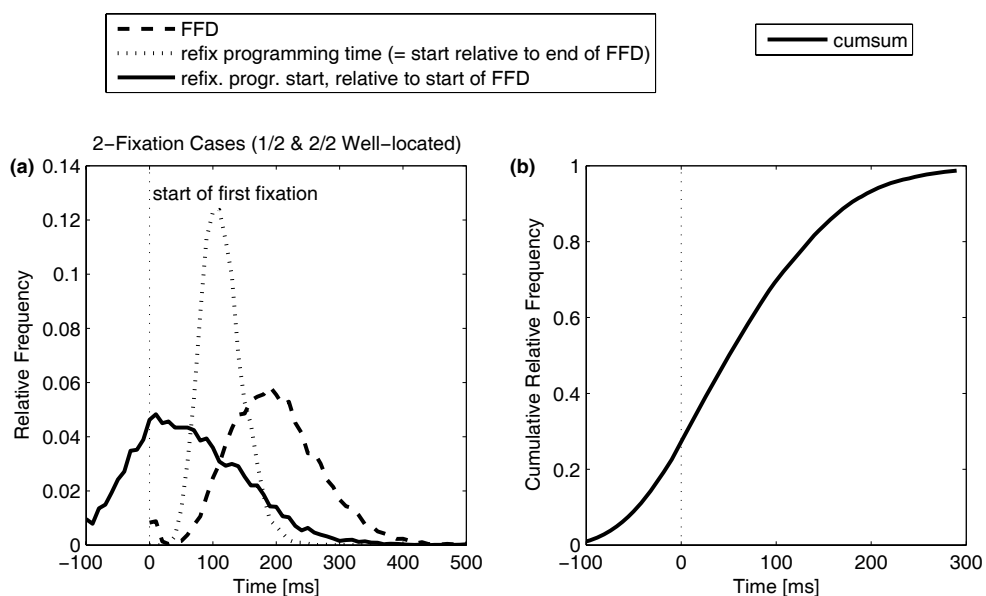 FFD
refix programming time (= start relative to end of FFD)
refix. progr. start, relative to start of FFD
cumsum
2−Fixation Cases (1/2 & 2/2 Well−located)
(a)
start of first fixation
Relative Frequency
0.14
0.12
0.1
0.08
0.06
0.04
0.02
0
−100 0 100 200 300 400 500
Time [ms]
(b)
Cumulative Relative Frequency
1
0.8
0.6
0.4
0.2
0
−100 0 100 200 300
Time [ms]